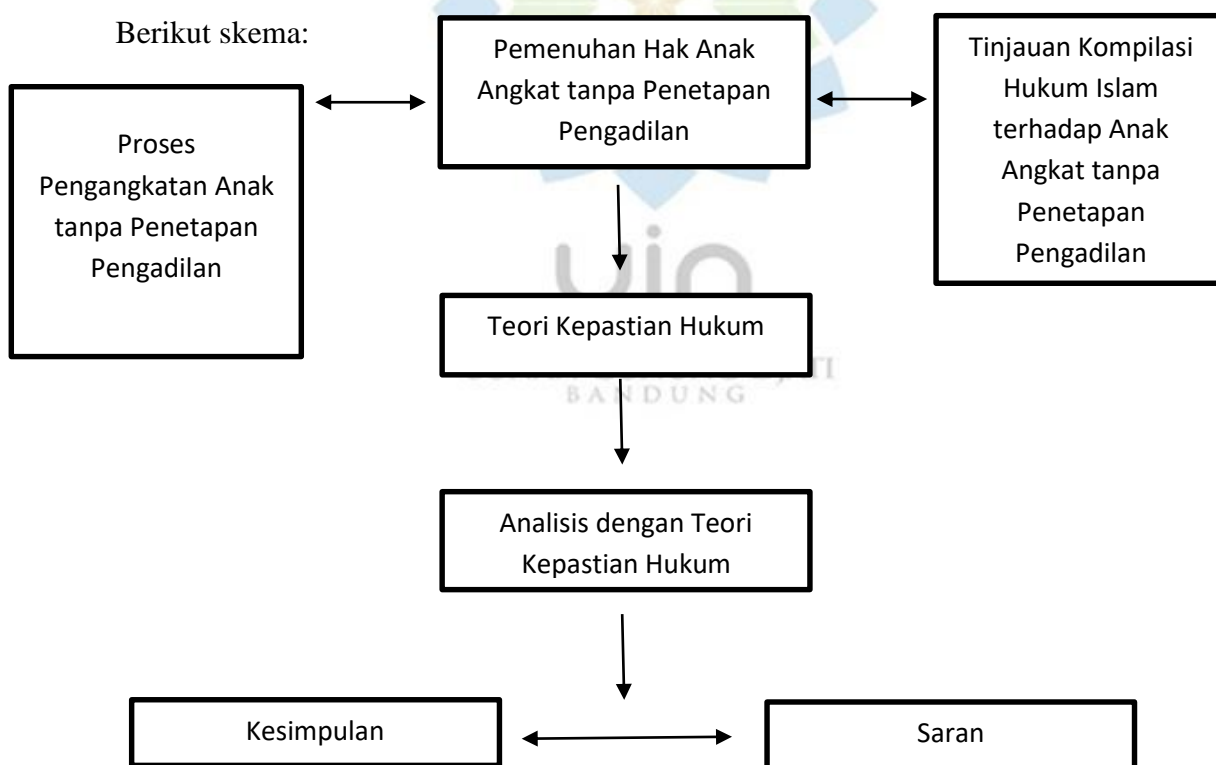 Berikut skema:
Proses
Pengangkatan Anak
tanpa Penetapan
Pengadilan
Pemenuhan Hak Anak
Angkat tanpa Penetapan
Pengadilan
Tinjauan Kompilasi
Hukum Islam
terhadap Anak
Angkat tanpa
Penetapan
Pengadilan
uin
Teori Kepastian Hukum
BANDUNG
Analisis dengan Teori
Kepastian Hukum
Kesimpulan
Saran